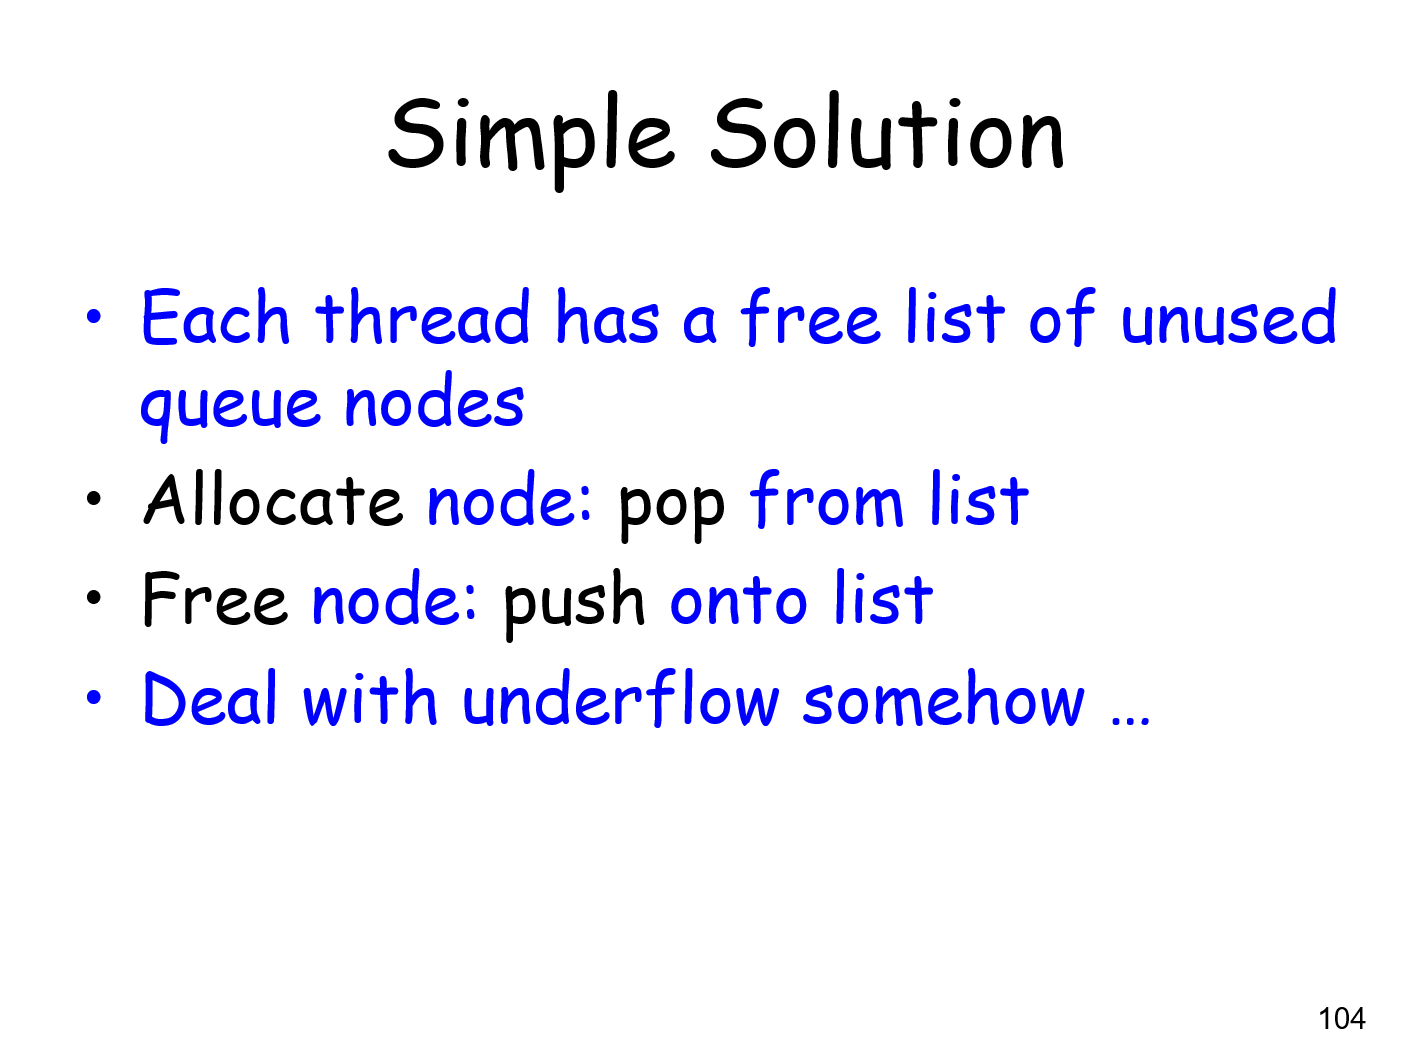 Simple Solution
• Each thread has a free list of unused
queue nodes
• Allocate node: pop from list
• Free node: push onto list
• Deal with underflow somehow …
104